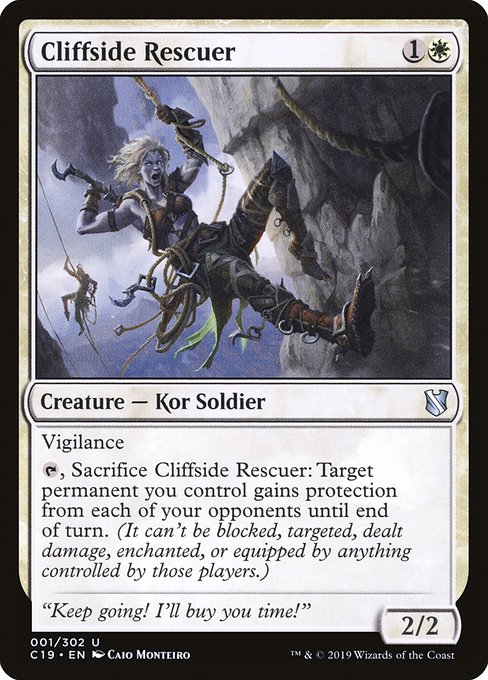 Cliffside Rescuer 1
Creature — Kor Soldier
Vigilance
, Sacrifice Cliffside Rescuer: Target
permanent you control gains protection
from each of your opponents until end
of turn. (It can't be blocked, targeted, dealt
damage, enchanted, or equipped by anything
controlled by those players.)
“Keep going! I'll buy you time!”
2/2
001/302 U
C19 • EN Caio Monteiro
™ & © 2019 Wizards of the Coast